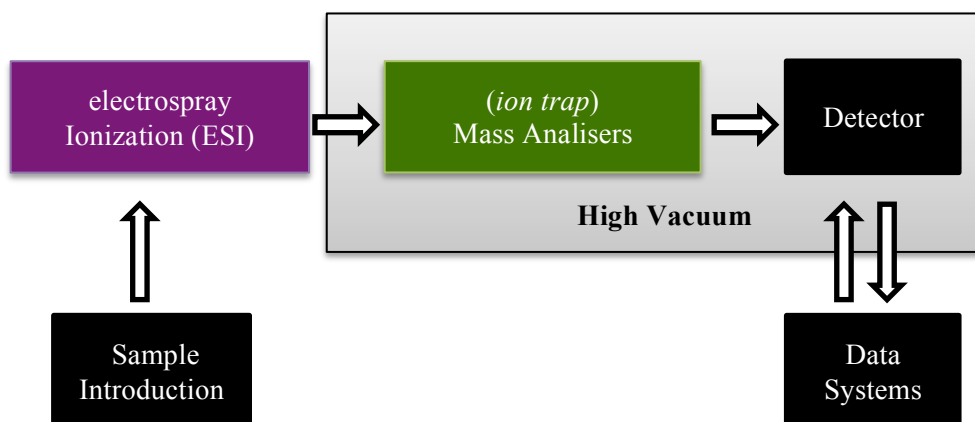 electrospray
Ionization (ESI)
(ion trap)
Mass Analisers
Detector
High Vacuum
Sample
Introduction
Data
Systems